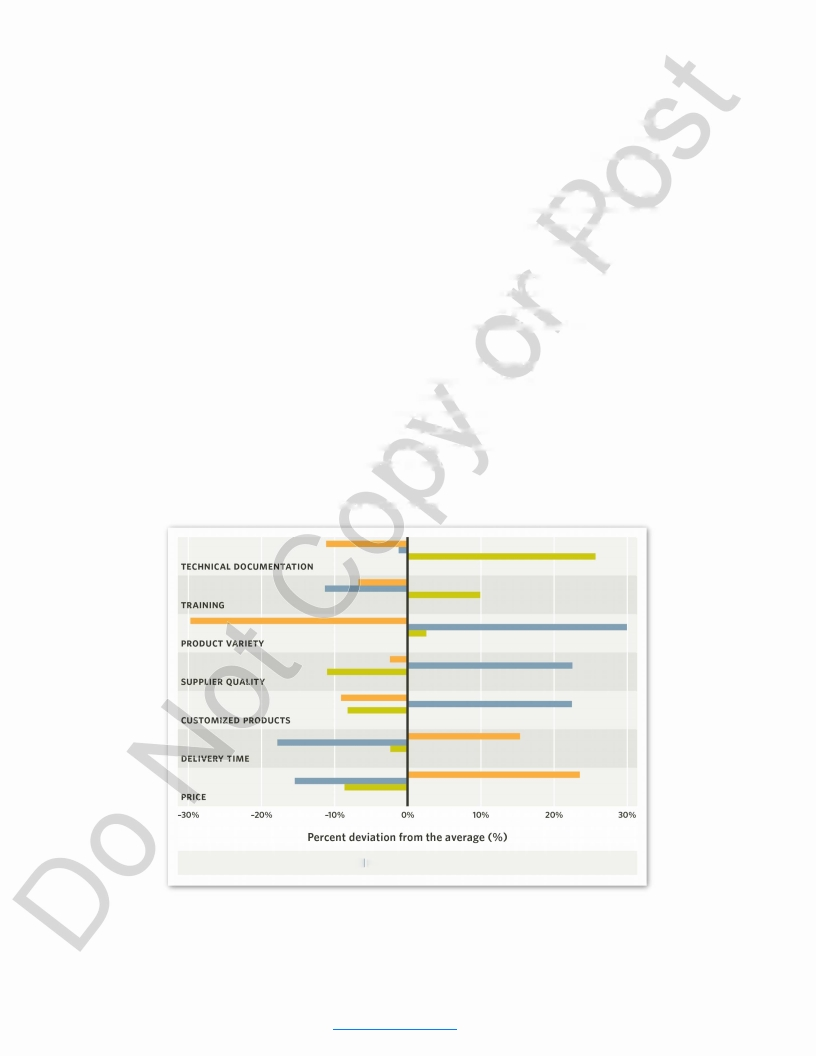 Do Not Copy or Post
TECHNICAL DOCUMENTATION
TRAINING
PRODUCT VARIETY
SUPPLIER QUALITY
CUSTOMIZED PRODUCTS
DELIVERY TIME
PRICE
-30% -20% -10% 0% 10% 20% 30%
Percent deviation from the average (%)